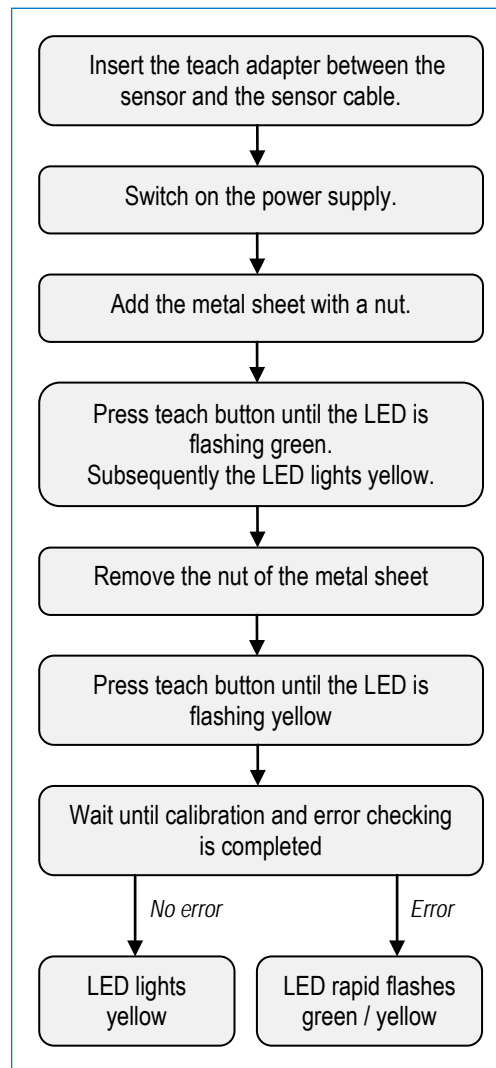 Insert the teach adapter between the
sensor and the sensor cable.
Switch on the power supply.
Add the metal sheet with a nut.
Press teach button until the LED is
flashing green.
Subsequently the LED lights yellow.
Remove the nut of the metal sheet
Press teach button until the LED is
flashing yellow
Wait until calibration and error checking
is completed
No error
Error
LED lights
yellow
LED rapid flashes
green / yellow